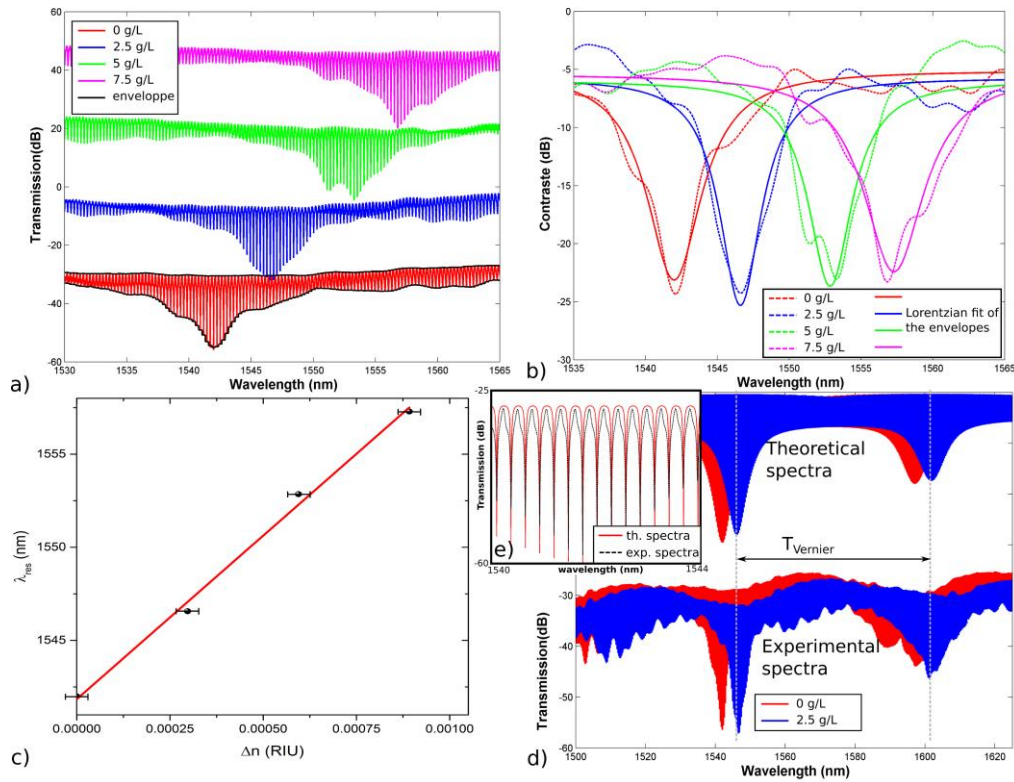 60
40
20
0
-20
-40
-60
Transmission(dB)
0 g/L
2.5 g/L
5 g/L
7.5 g/L
enveloppe
1530 1535 1540 1545 1550 1555 1560 1565
Wavelength (nm)
a)
0
-5
-10
-15
-20
-25
-30
Contraste (dB)
0 g/L
2.5 g/L
5 g/L
7.5 g/L
Lorentzian fit of
the envelopes
1535 1540 1545 1550 1555 1560 1565
Wavelength (nm)
b)
1555
1550
1545
λres (nm)
0.00000 0.00025 0.00050 0.00075 0.00100
Δn (RIU)
c)
-25
Transmission (dB)
-60
e)
th. spectra
exp. spectra
1540 1544
wavelength (nm)
Theoretical
spectra
TVernier
-30
-40
-50
-60
Transmission(dB)
Experimental
spectra
0 g/L
2.5 g/L
1500 1520 1540 1560 1580 1600 1620
Wavelength (nm)
d)